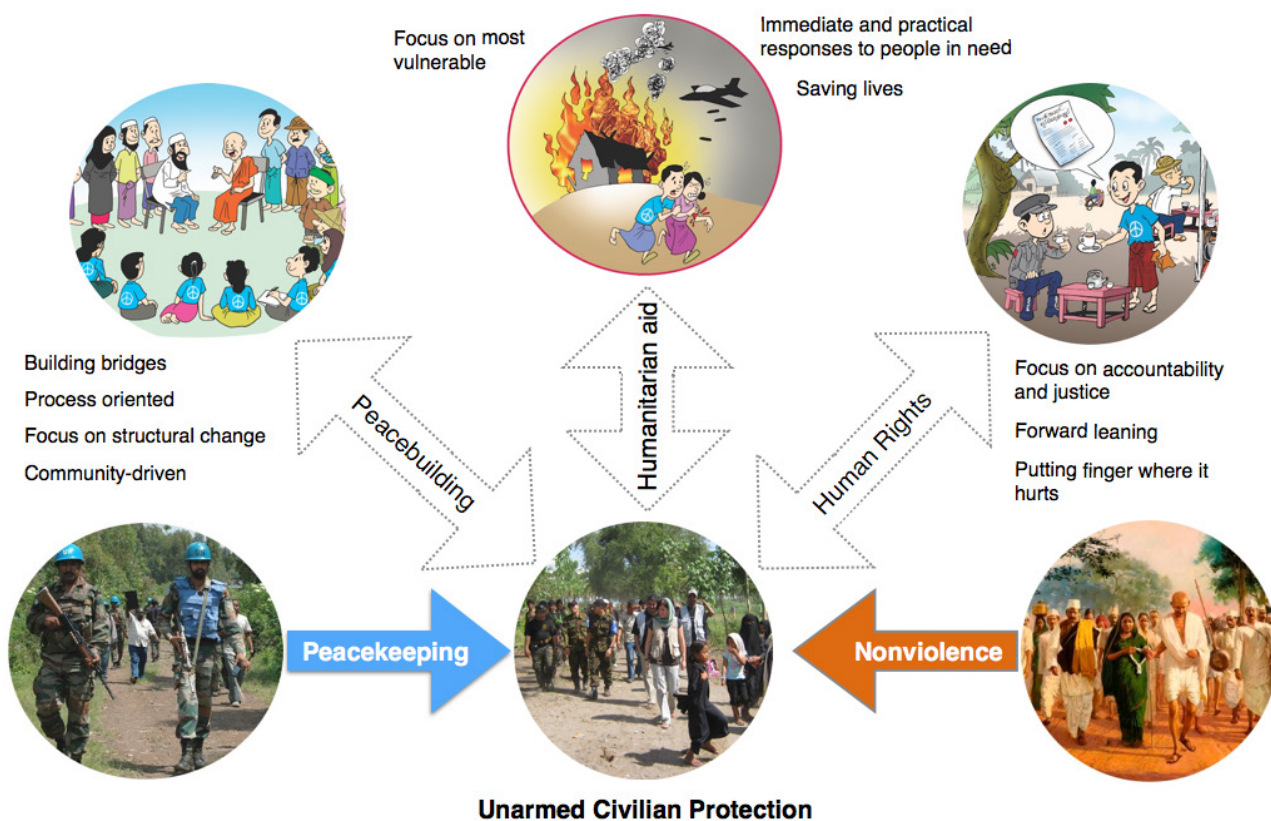 Focus on most
vulnerable
Immediate and practical
responses to people in need
Saving lives
Building bridges
Process oriented
Focus on structural change
Community-driven
Peacebuilding
Humanitarian aid
Human Rights
Focus on accountability
and justice
Forward leaning
Putting finger where it
hurts
Peacekeeping
Nonviolence
Unarmed Civilian Protection